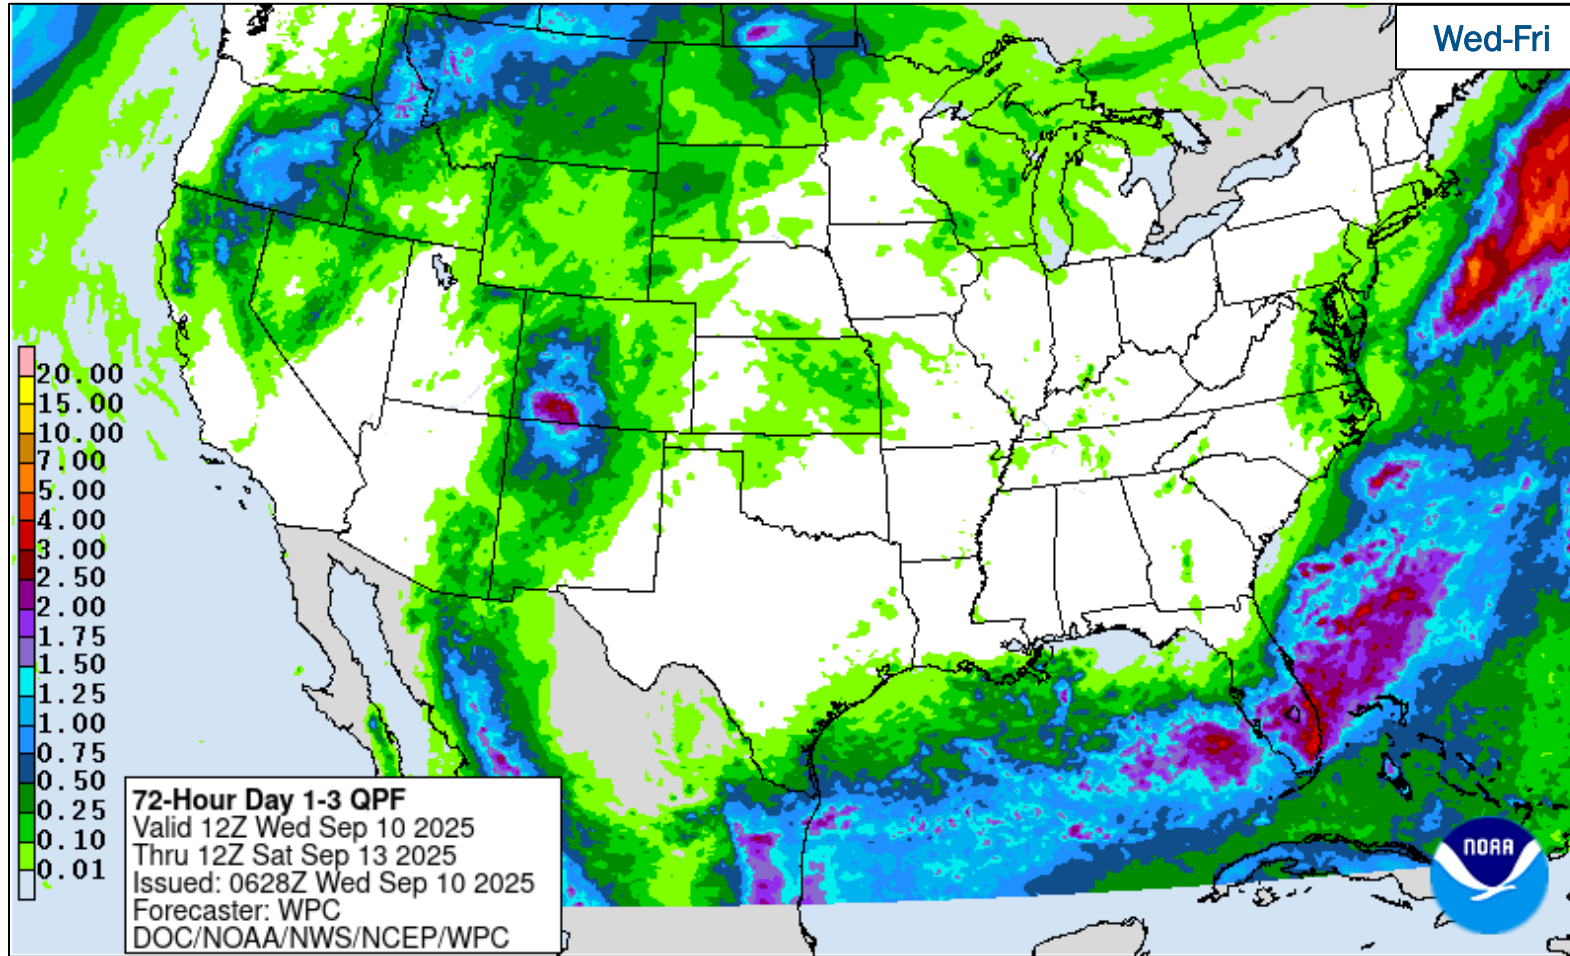 Wed-Fri
20.00
15.00
10.00
7.00
5.00
4.00
3.00
2.50
2.00
1.75
1.50
1.25
1.00
0.75
0.50
0.25
0.10
0.01
72-Hour Day 1-3 QPF
Valid 12Z Wed Sep 10 2025
Thru 12Z Sat Sep 13 2025
Issued: 0628Z Wed Sep 10 2025
Forecaster: WPC
DOC/NOAA/NWS/NCEP/WPC
NOAA